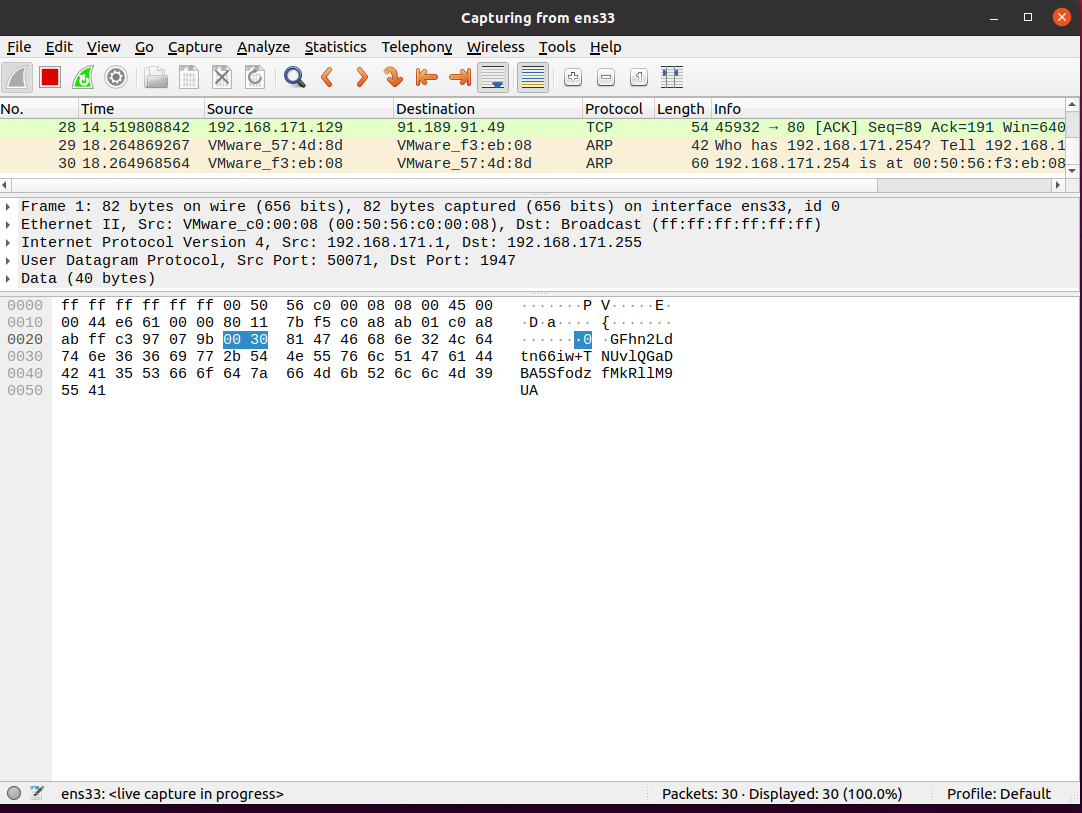 Capturing from ens33
File Edit View Go Capture Analyze Statistics Telephony Wireless Tools Help
No. Time Source Destination Protocol Length Info
28 14.519808842 192.168.171.129 91.189.91.49 TCP 54 45932 → 80 [ACK] Seq=89 Ack=191 Win=640
29 18.264869267 VMware_57:4d:8d VMware_f3:eb:08 ARP 42 Who has 192.168.171.254? Tell 192.168.1
30 18.264968564 VMware_f3:eb:08 VMware_57:4d:8d ARP 60 192.168.171.254 is at 00:50:56:f3:eb:08
Frame 1: 82 bytes on wire (656 bits), 82 bytes captured (656 bits) on interface ens33, id 0
Ethernet II, Src: VMware_c0:00:08 (00:50:56:c0:00:08), Dst: Broadcast (ff:ff:ff:ff:ff:ff)
Internet Protocol Version 4, Src: 192.168.171.1, Dst: 192.168.171.255
User Datagram Protocol, Src Port: 50071, Dst Port: 1947
Data (40 bytes)
0000 ff ff ff ff ff ff 00 50 56 c0 00 08 08 00 45 00 ·······P V·····E·
0010 00 44 e6 61 00 00 80 11 7b f5 c0 a8 ab 01 c0 a8 ·D·a···· {·······
0020 ab ff c3 97 07 9b 00 30 81 47 46 68 6e 32 4c 64 ·······0 ·GFhn2Ld
0030 74 6e 36 36 69 77 2b 54 4e 55 76 6c 51 47 61 44 tn66iw+T NUvlQGaD
0040 42 41 35 53 66 6f 64 7a 66 4d 6b 52 6c 6c 4d 39 BA5Sfodz fMkRllM9
0050 55 41 UA
ens33: <live capture in progress> Packets: 30 · Displayed: 30 (100.0%) Profile: Default